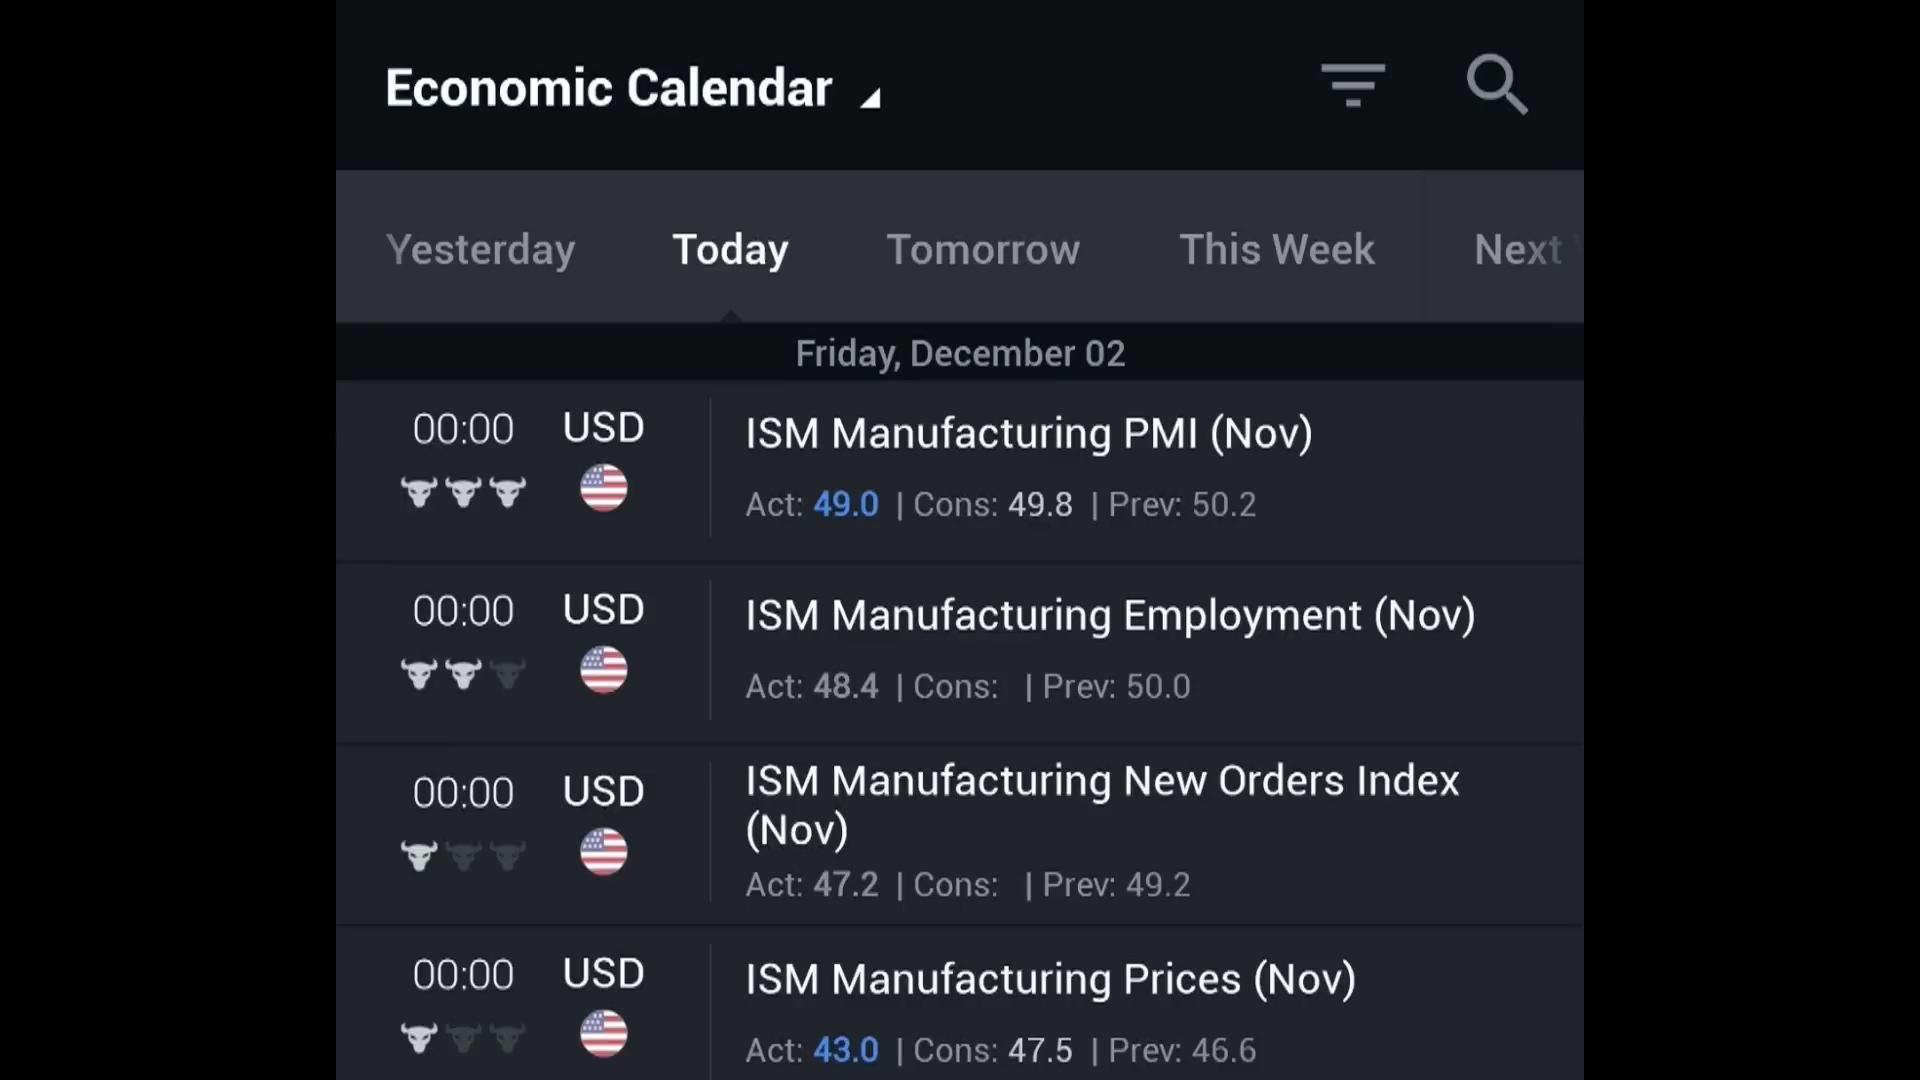 Economic Calendar
Yesterday Today Tomorrow This Week Next
Friday, December 02
00:00 USD ISM Manufacturing PMI (Nov)
Act: 49.0 | Cons: 49.8 | Prev: 50.2
00:00 USD ISM Manufacturing Employment (Nov)
Act: 48.4 | Cons: | Prev: 50.0
00:00 USD ISM Manufacturing New Orders Index
(Nov)
Act: 47.2 | Cons: | Prev: 49.2
00:00 USD ISM Manufacturing Prices (Nov)
Act: 43.0 | Cons: 47.5 | Prev: 46.6